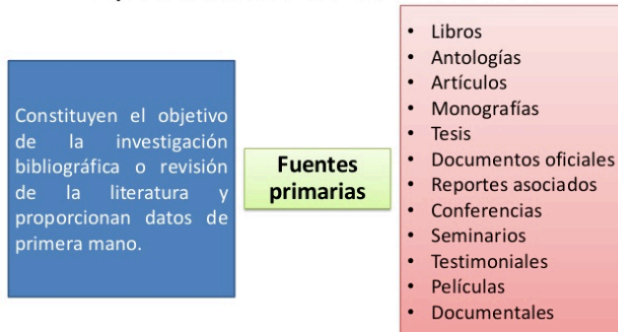 Constituyen el objetivo
de la investigación
bibliográfica o revisión
de la literatura y
proporcionan datos de
primera mano.
Fuentes
primarias
• Libros
• Antologías
• Artículos
• Monografías
• Tesis
• Documentos oficiales
• Reportes asociados
• Conferencias
• Seminarios
• Testimoniales
• Películas
• Documentales